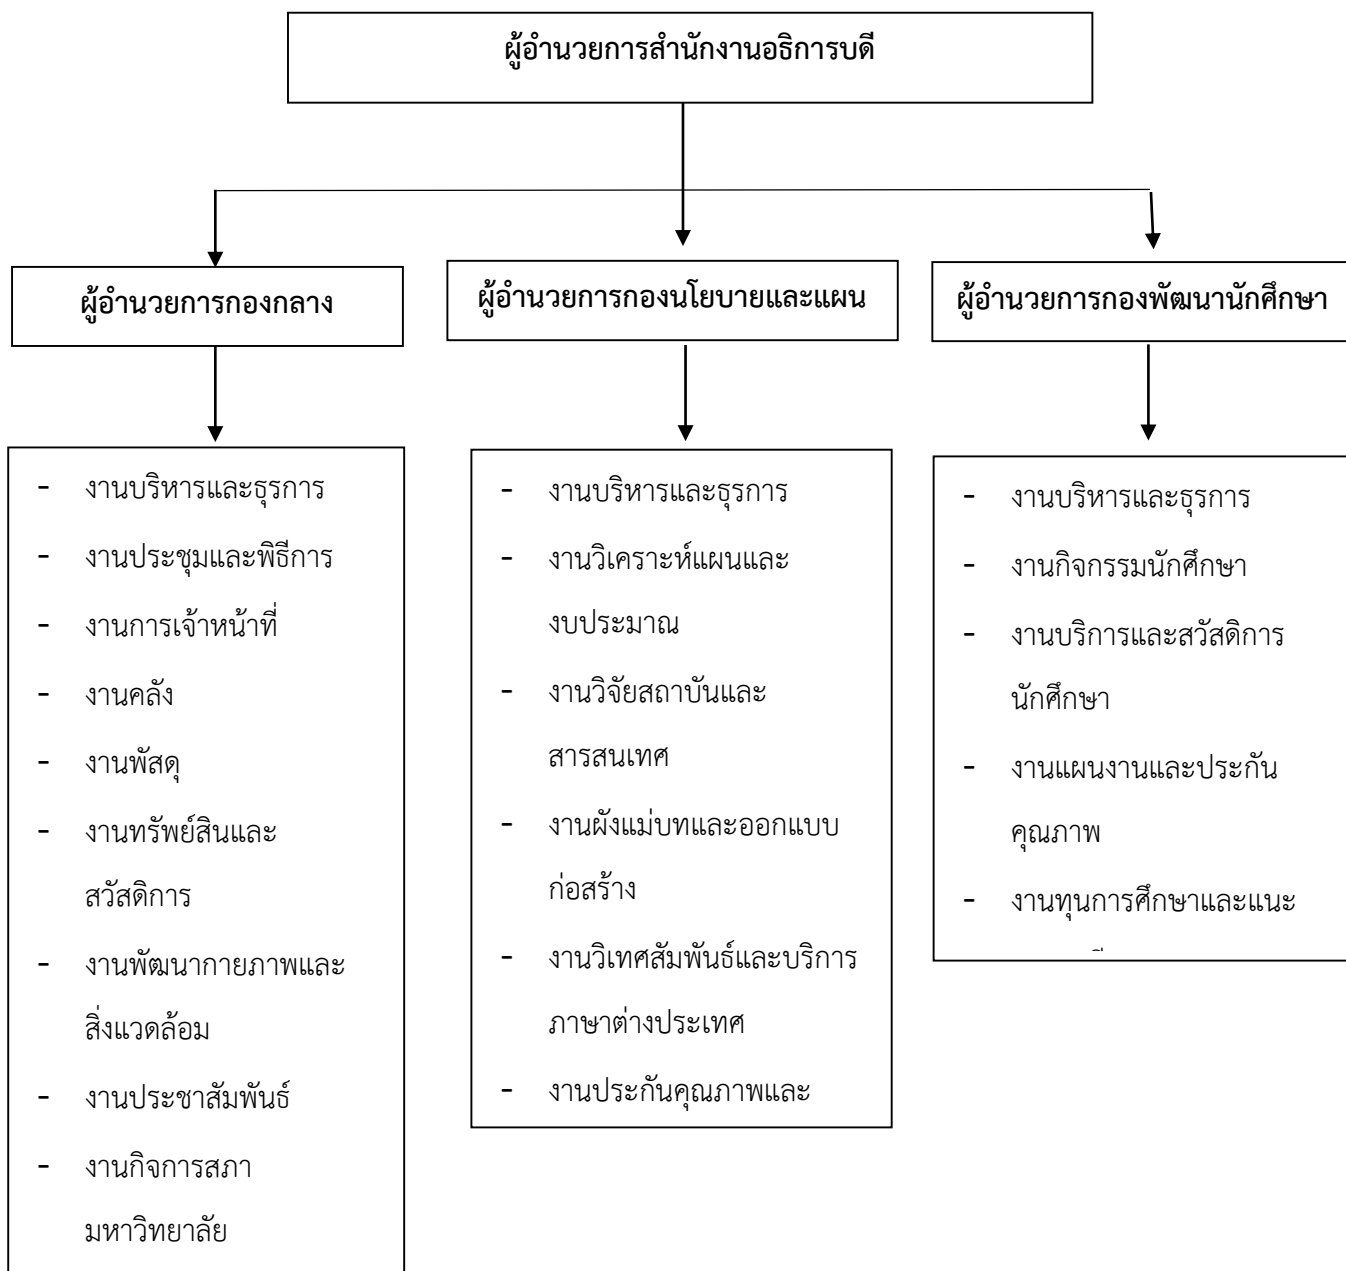 ผู้อำนวยการสำนักงานอธิการบดี
ผู้อำนวยการกองกลาง
ผู้อำนวยการกองนโยบายและแผน
ผู้อำนวยการกองพัฒนานักศึกษา
- งานบริหารและธุรการ
- งานประชุมและพิธีการ
- งานการเจ้าหน้าที่
- งานคลัง
- งานพัสดุ
- งานทรัพย์สินและ
สวัสดิการ
- งานพัฒนากายภาพและ
สิ่งแวดล้อม
- งานประชาสัมพันธ์
- งานกิจการสภา
มหาวิทยาลัย
- งานบริหารและธุรการ
- งานวิเคราะห์แผนและ
งบประมาณ
- งานวิจัยสถาบันและ
สารสนเทศ
- งานผังแม่บทและออกแบบ
ก่อสร้าง
- งานวิเทศสัมพันธ์และบริการ
ภาษาต่างประเทศ
- งานประกันคุณภาพและ
- งานบริหารและธุรการ
- งานกิจกรรมนักศึกษา
- งานบริการและสวัสดิการ
นักศึกษา
- งานแผนงานและประกัน
คุณภาพ
- งานทุนการศึกษาและแนะ